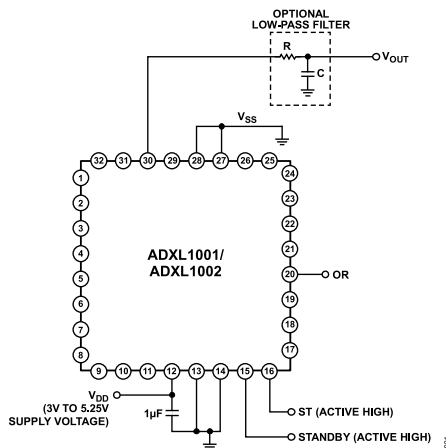 OPTIONAL
LOW-PASS FILTER
R
C
VOUT
VSS
32 31 30 29 28 27 26 25
1
2
3
4
5
6
7
8
24
23
22
21
20
19
18
17
ADXL1001/
ADXL1002
OR
9 10 11 12 13 14 15 16
VDD
(3V TO 5.25V
SUPPLY VOLTAGE)
1µF
ST (ACTIVE HIGH)
STANDBY (ACTIVE HIGH)